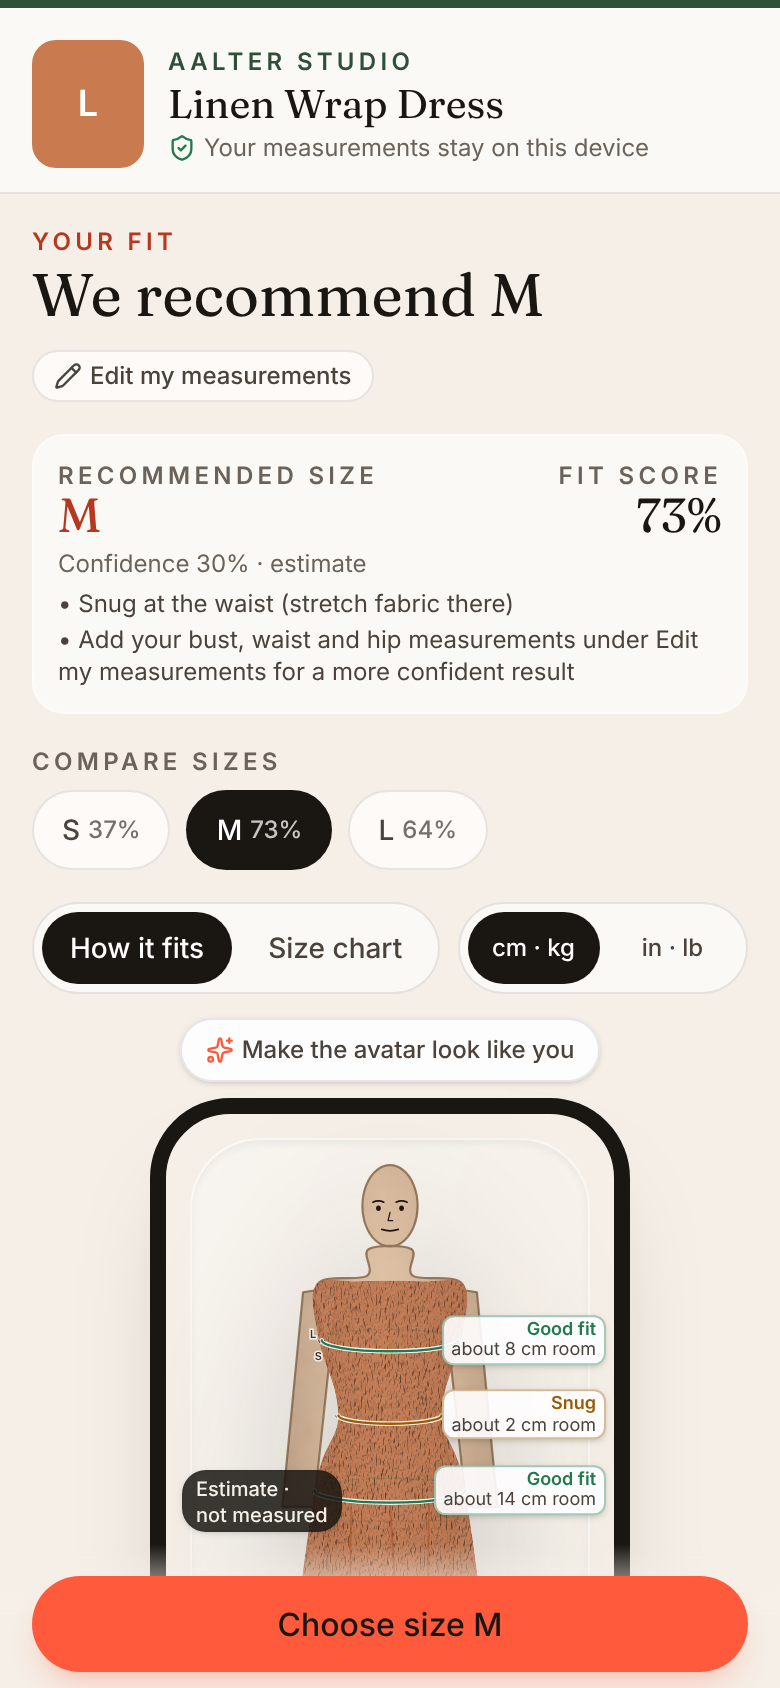 L
AALTER STUDIO
Linen Wrap Dress
Your measurements stay on this device
YOUR FIT
We recommend M
Edit my measurements
RECOMMENDED SIZE
M
FIT SCORE
73%
Confidence 30% · estimate
• Snug at the waist (stretch fabric there)
• Add your bust, waist and hip measurements under Edit
my measurements for a more confident result
COMPARE SIZES
S 37%
M 73%
L 64%
How it fits
Size chart
cm · kg
in · lb
Make the avatar look like you
L
S
Good fit
about 8 cm room
Snug
about 2 cm room
Good fit
about 14 cm room
Estimate ·
not measured
Choose size M